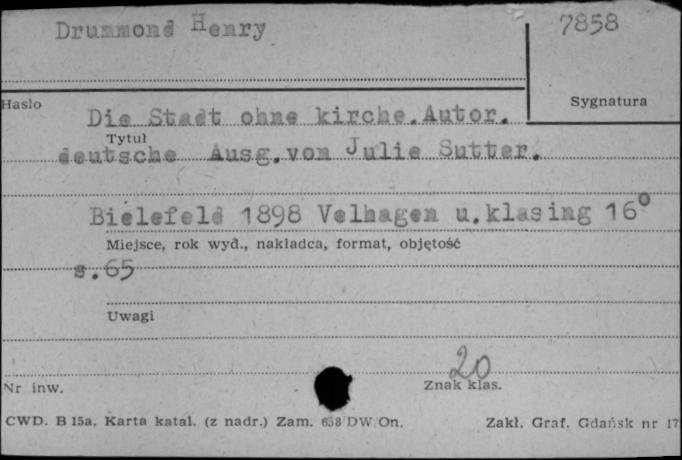 Drummond Henry
7858
Hasło
Sygnatura
Die Stadt ohne kirche. Autor.
Tytuł
deutsche Ausg. von Julie Sutter.
Bielefeld 1898 Velhagen u. klasing 16°
Miejsce, rok wyd., nakładca, format, objętość
s. 65
Uwagi
20
Nr inw.
Znak klas.
CWD. B 15a. Karta katal. (z nadr.) Zam. 658/DW/On.
Zakł. Graf. Gdańsk nr 17